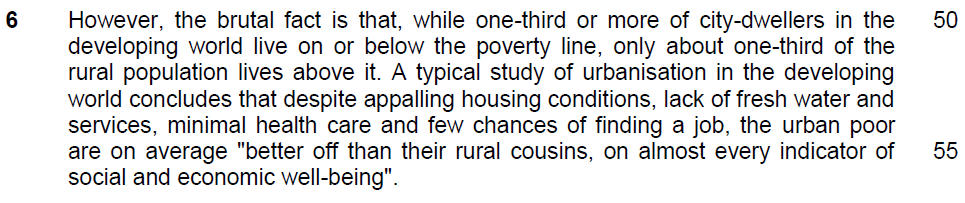 6 However, the brutal fact is that, while one-third or more of city-dwellers in the 50
developing world live on or below the poverty line, only about one-third of the
rural population lives above it. A typical study of urbanisation in the developing
world concludes that despite appalling housing conditions, lack of fresh water and
services, minimal health care and few chances of finding a job, the urban poor
are on average "better off than their rural cousins, on almost every indicator of 55
social and economic well-being".